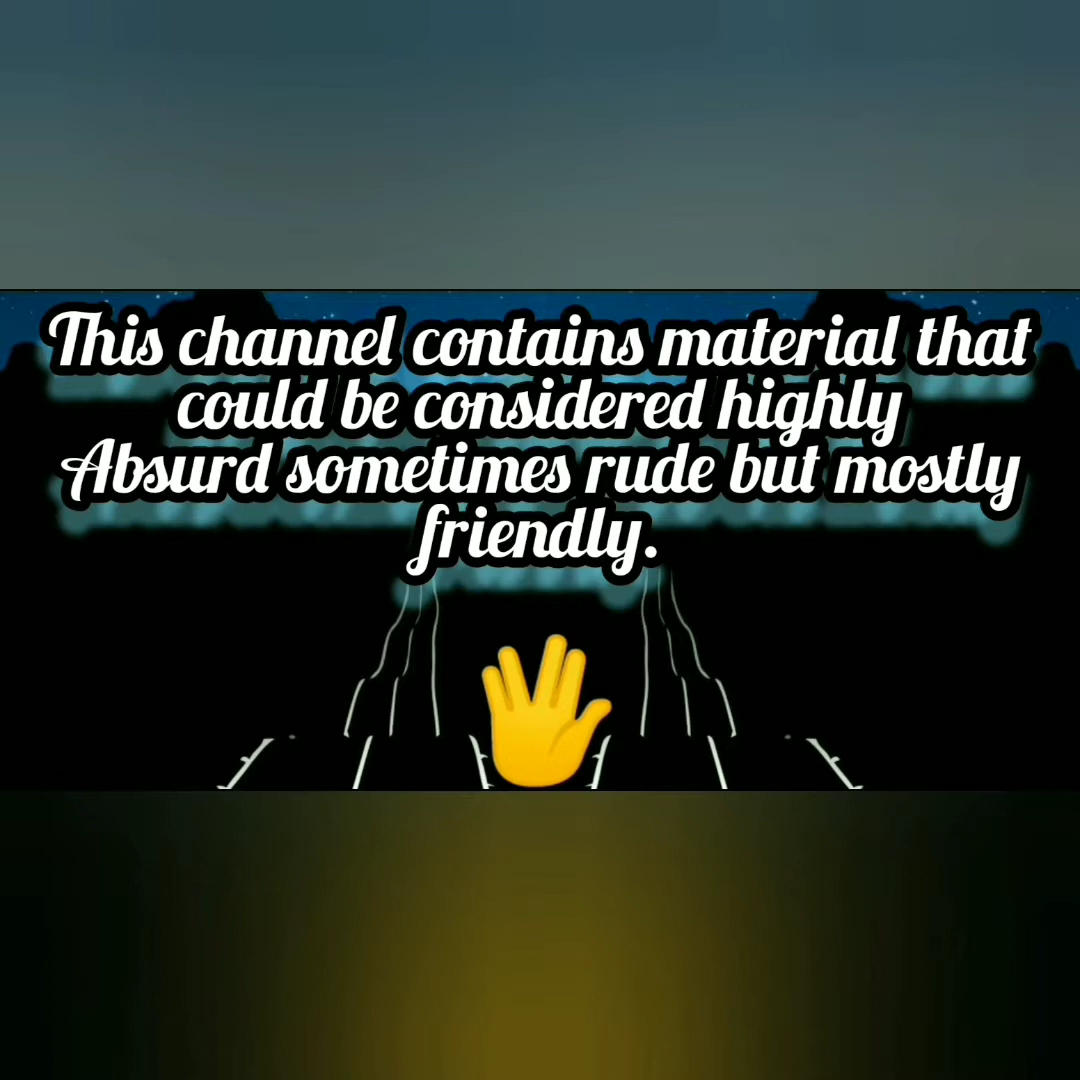 This channel contains material that
could be considered highly
Absurd sometimes rude but mostly
friendly.